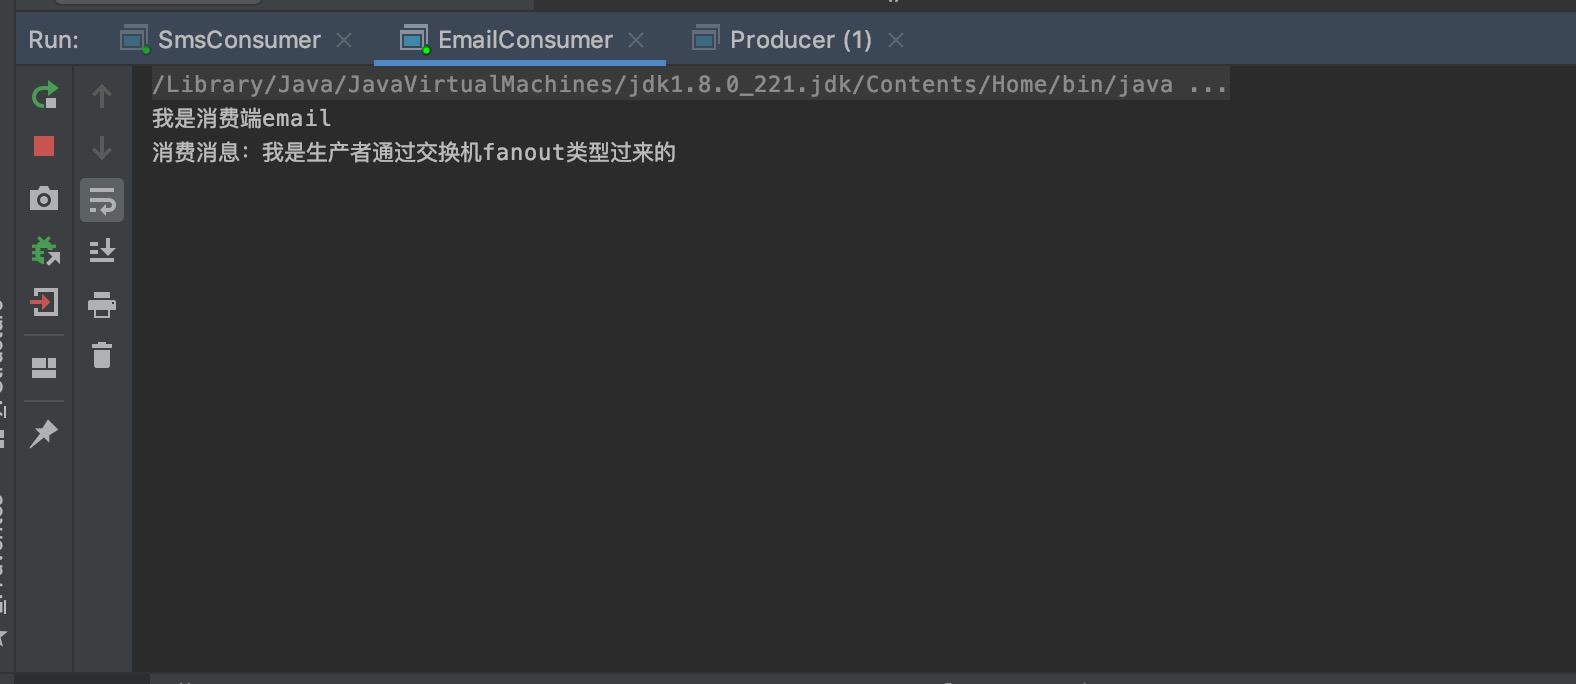 Run: SmsConsumer EmailConsumer Producer (1)
/Library/Java/JavaVirtualMachines/jdk1.8.0_221.jdk/Contents/Home/bin/java ...
我是消费端email
消费消息：我是生产者通过交换机fanout类型过来的